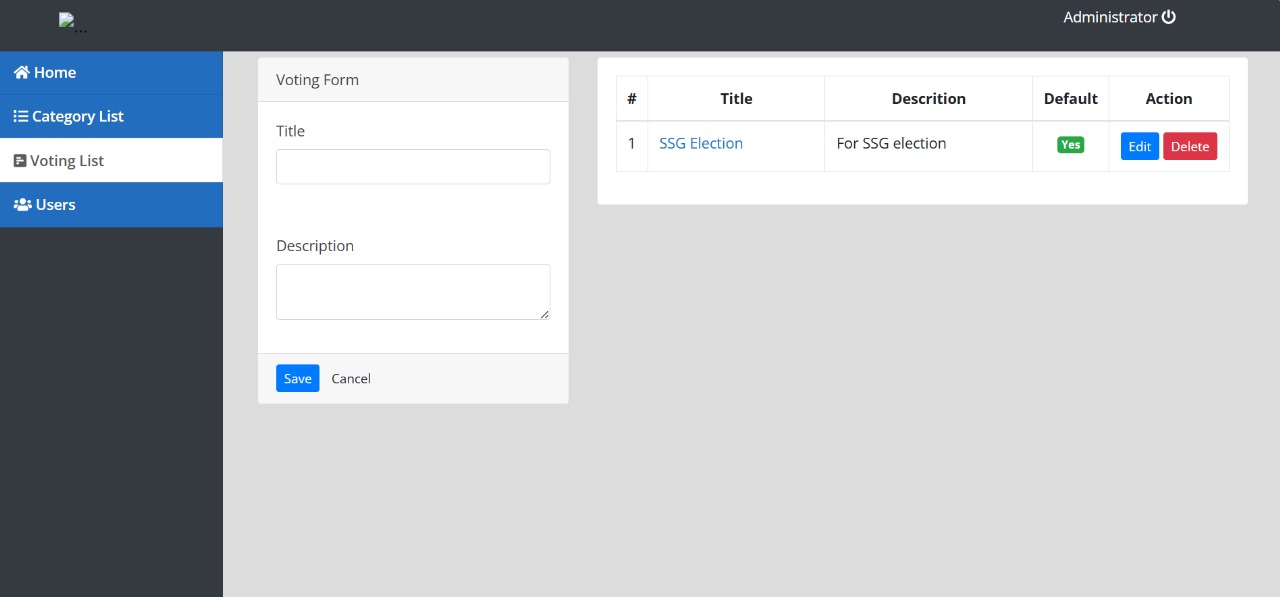 ...
Administrator
Home
Category List
Voting List
Users
Voting Form
Title
Description
Save Cancel
# Title Descrition Default Action
1 SSG Election For SSG election Yes Edit Delete